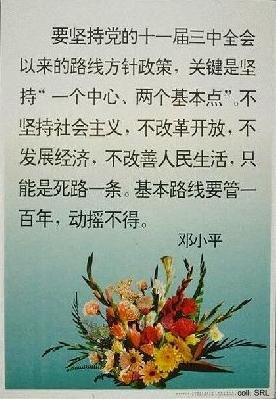 要坚持党的十一届三中全会
以来的路线方针政策，关键是坚
持“一个中心、两个基本点”。不
坚持社会主义，不改革开放，不
发展经济，不改善人民生活，只
能是死路一条。基本路线要管一
百年，动摇不得。
邓小平
coll. SRL